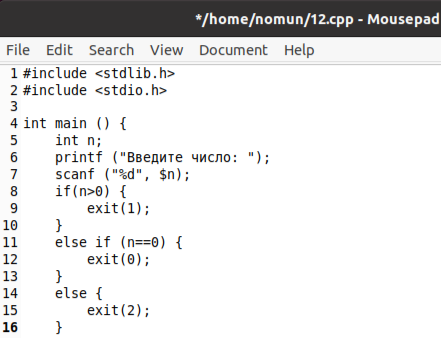 */home/nomun/12.cpp - Mousepad
File Edit Search View Document Help
1 #include <stdlib.h>
2 #include <stdio.h>
3
4 int main () {
5     int n;
6     printf ("Введите число: ");
7     scanf ("%d", $n);
8     if(n>0) {
9         exit(1);
10     }
11     else if (n==0) {
12         exit(0);
13     }
14     else {
15         exit(2);
16     }